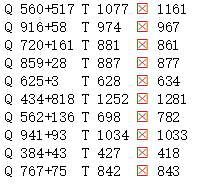 Q 560+517 T 1077 ☒ 1161
Q 916+58 T 974 ☒ 967
Q 720+161 T 881 ☒ 861
Q 859+28 T 887 ☒ 877
Q 625+3 T 628 ☒ 634
Q 434+818 T 1252 ☒ 1281
Q 562+136 T 698 ☒ 782
Q 941+93 T 1034 ☒ 1033
Q 384+43 T 427 ☒ 418
Q 767+75 T 842 ☒ 843